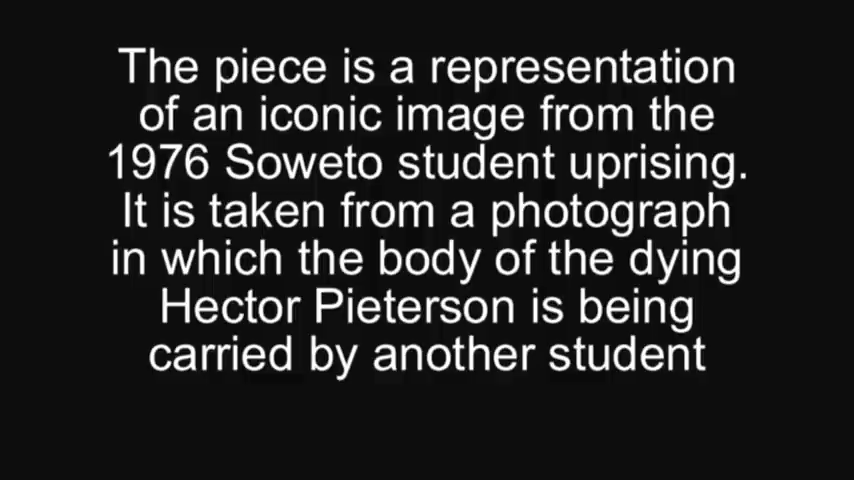 The piece is a representation
of an iconic image from the
1976 Soweto student uprising.
It is taken from a photograph
in which the body of the dying
Hector Pieterson is being
carried by another student